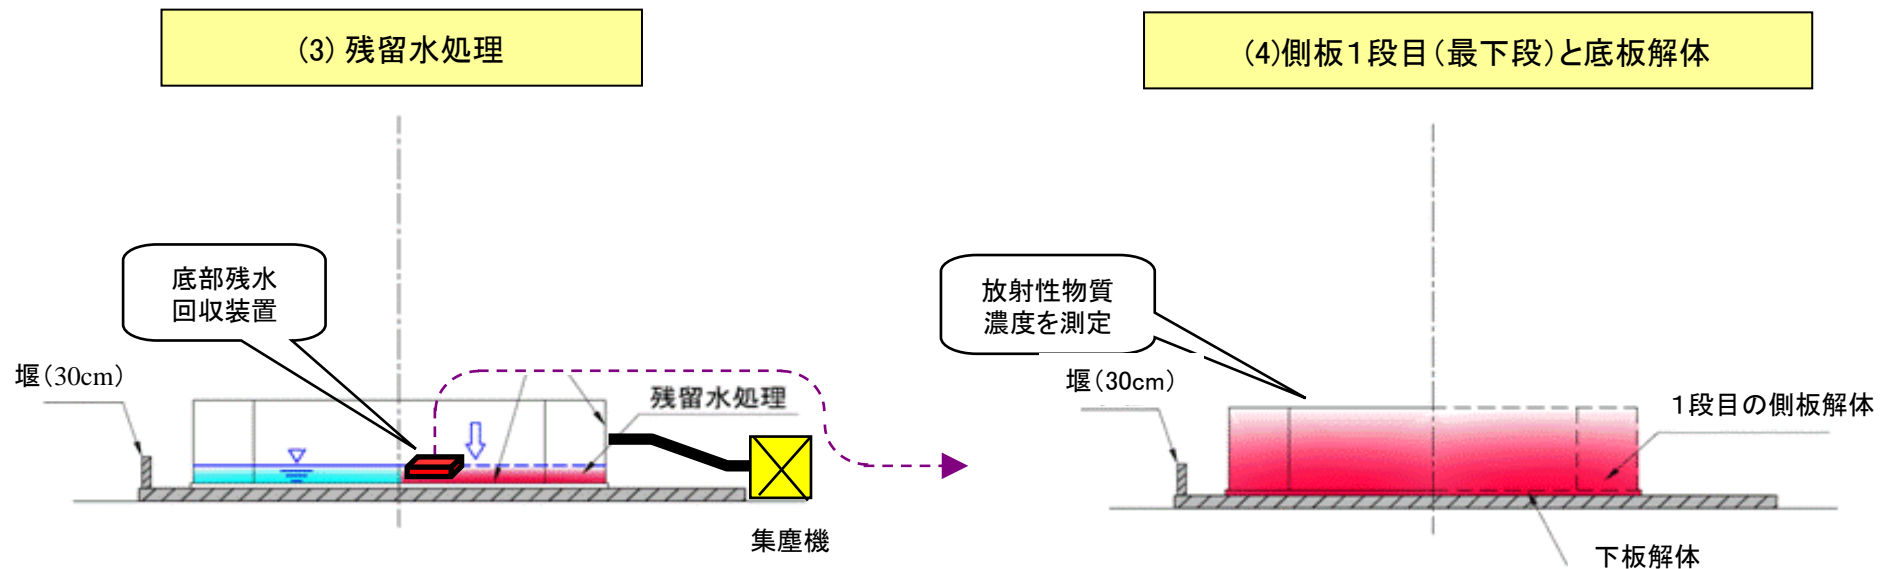 (3) 残留水処理
(4)側板１段目(最下段)と底板解体
底部残水
回収装置
堰(30cm)
残留水処理
集塵機
放射性物質
濃度を測定
堰(30cm)
１段目の側板解体
下板解体